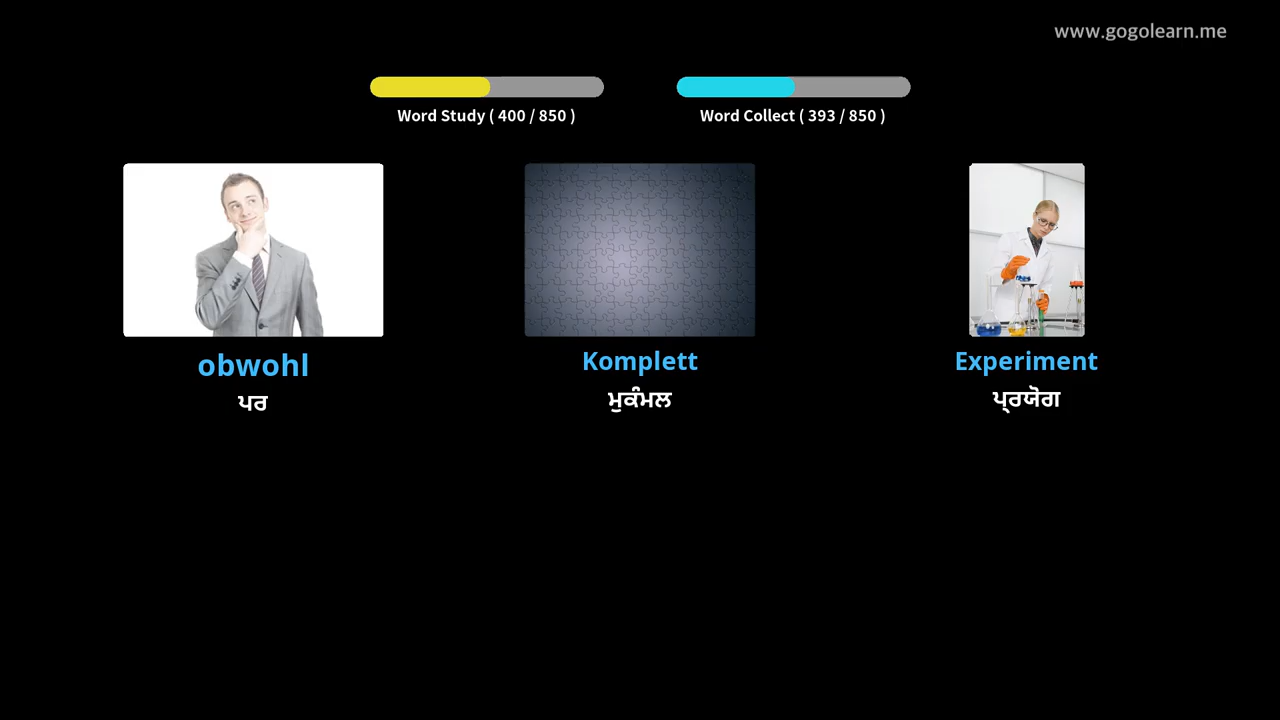 www.gogolearn.me
Word Study ( 400 / 850 )
Word Collect ( 393 / 850 )
obwohl
ਪਰ
Komplett
ਮੁਕੰਮਲ
Experiment
ਪ੍ਰਯੋਗ